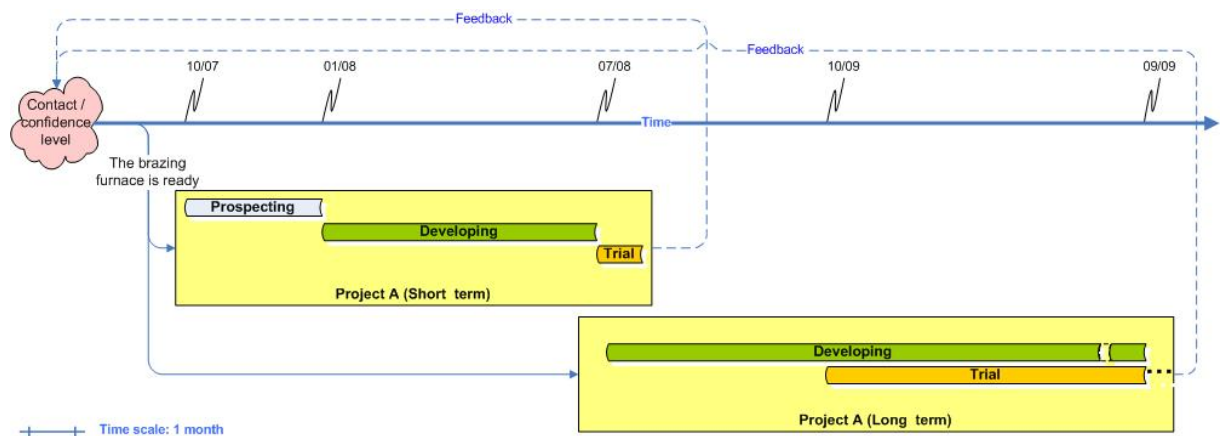 Feedback
Feedback
10/07
01/08
07/08
10/09
09/09
Contact /
confidence
level
Time
The brazing
furnace is ready
Prospecting
Developing
Trial
Project A (Short term)
Developing
Trial
Project A (Long term)
Time scale: 1 month